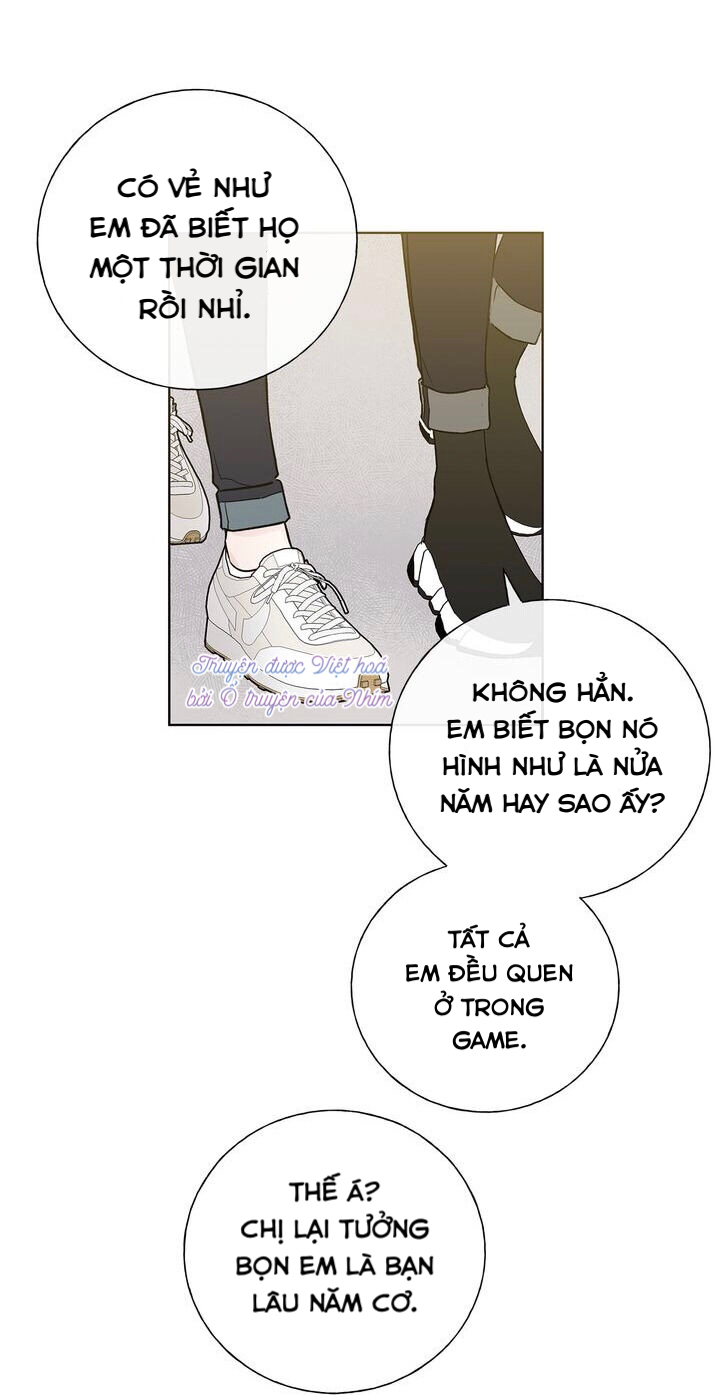 CÓ VẺ NHƯ
EM ĐÃ BIẾT HỌ
MỘT THỜI GIAN
RỒI NHỈ.
Truyện được Việt hoá
bởi Ổ truyện của Nhím
KHÔNG HẲN.
EM BIẾT BỌN NÓ
HÌNH NHƯ LÀ NỬA
NĂM HAY SAO ẤY?
TẤT CẢ
EM ĐỀU QUEN
Ở TRONG
GAME.
THẾ Á?
CHỊ LẠI TƯỞNG
BỌN EM LÀ BẠN
LÂU NĂM CƠ.